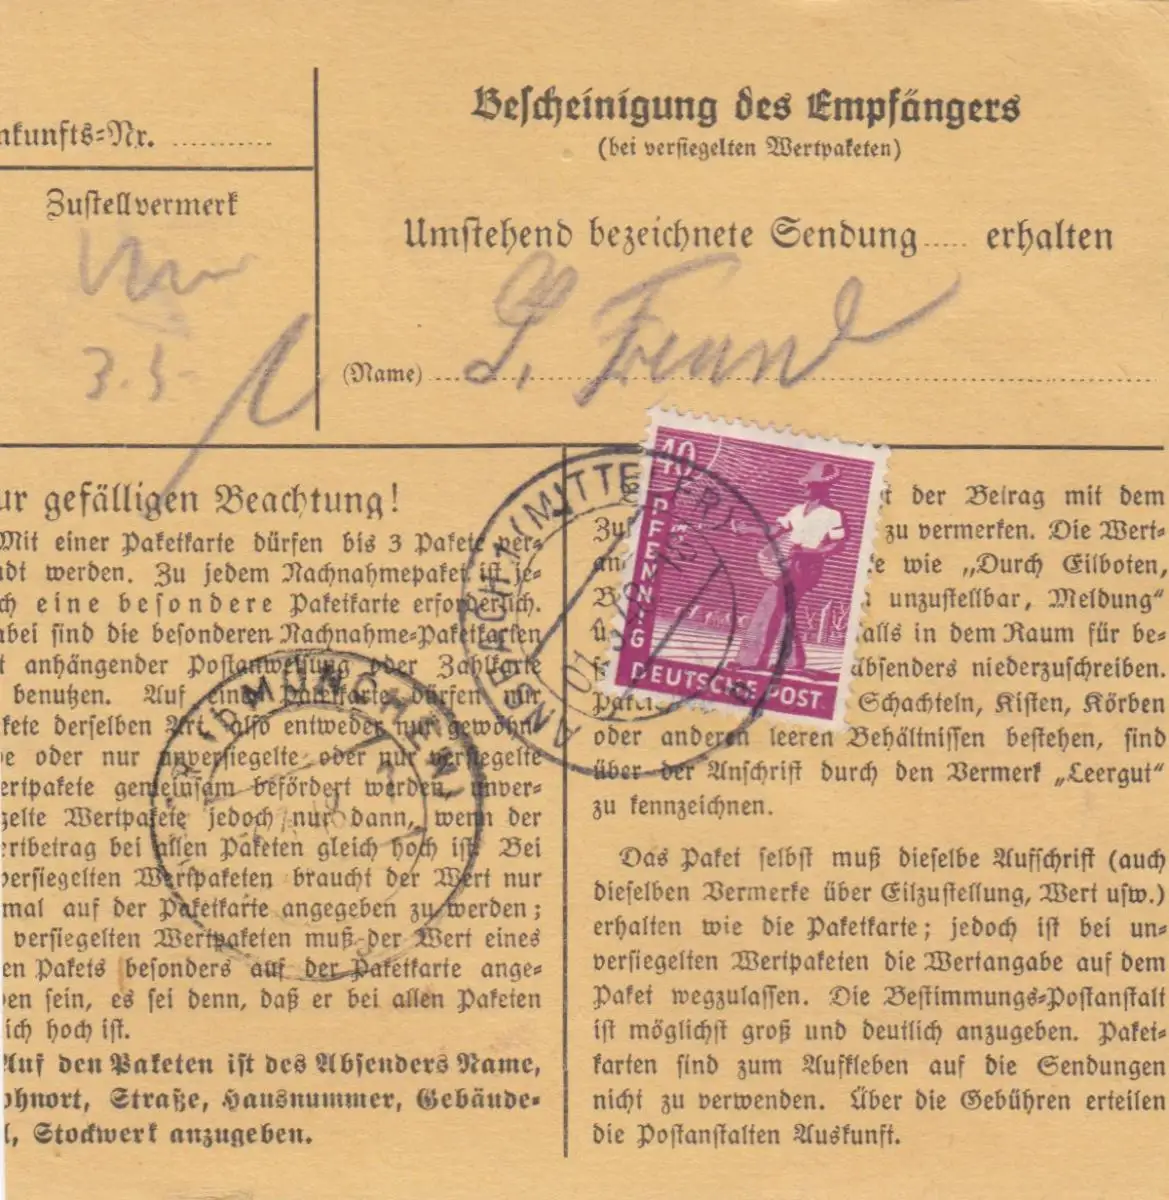 Bescheinigung des Empfängers
(bei versiegelten Wertpaketen)
nkunfts-Nr. ............
Zustellvermerk
Umstehend bezeichnete Sendung..... erhalten
3.5.
(Name)
ur gefälligen Beachtung!
Mit einer Paketkarte dürfen bis 3 Pakete ver-
ndt werden. Zu jedem Nachnahmepaket ist je-
ch eine besondere Paketkarte erforderlich.
abei sind die besonderen Nachnahme-Paketkarten
t anhängender Postanweisung oder Zahlkarte
benutzen. Auf eine Paketkarte dürfen nur
kete derselben Art, also entweder nur gewöhn-
e oder nur unversiegelte oder nur versiegelte
ertpakete gemeinsam befördert werden, unver-
gelte Wertpakete jedoch nur dann, wenn der
ertbetrag bei allen Paketen gleich hoch ist. Bei
versiegelten Wertpaketen braucht der Wert nur
mal auf der Paketkarte angegeben zu werden;
versiegelten Wertpaketen muß der Wert eines
en Pakets besonders auf der Paketkarte ange-
ben sein, es sei denn, daß er bei allen Paketen
ich hoch ist.
Auf den Paketen ist des Absenders Name,
ohnort, Straße, Hausnummer, Gebäude-
l, Stockwerk anzugeben.
40
PFENNIG
DEUTSCHE POST
MÜNCHEN
t der Beitrag mit dem
zu vermerken. Die Wert-
e wie „Durch Eilboten,
unzustellbar, Meldung“
alls in dem Raum für be-
Absenders niederzuschreiben.
Schachteln, Kisten, Körben
oder anderen leeren Behältnissen bestehen, sind
über der Anschrift durch den Vermerk „Leergut“
zu kennzeichnen.
Das Paket selbst muß dieselbe Aufschrift (auch
dieselben Vermerke über Eilzustellung, Wert usw.)
erhalten wie die Paketkarte; jedoch ist bei un-
versiegelten Wertpaketen die Wertangabe auf dem
Paket wegzulassen. Die Bestimmungs-Postanstalt
ist möglichst groß und deutlich anzugeben. Paket-
karten sind zum Aufkleben auf die Sendungen
nicht zu verwenden. Über die Gebühren erteilen
die Postanstalten Auskunft.